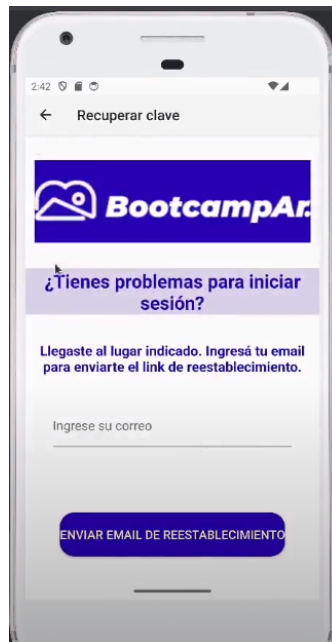 2:42
Recuperar clave
BootcampAr.
¿Tienes problemas para iniciar
sesión?
Llegaste al lugar indicado. Ingresá tu email
para enviarte el link de reestablecimiento.
Ingrese su correo
ENVIAR EMAIL DE REESTABLECIMIENTO